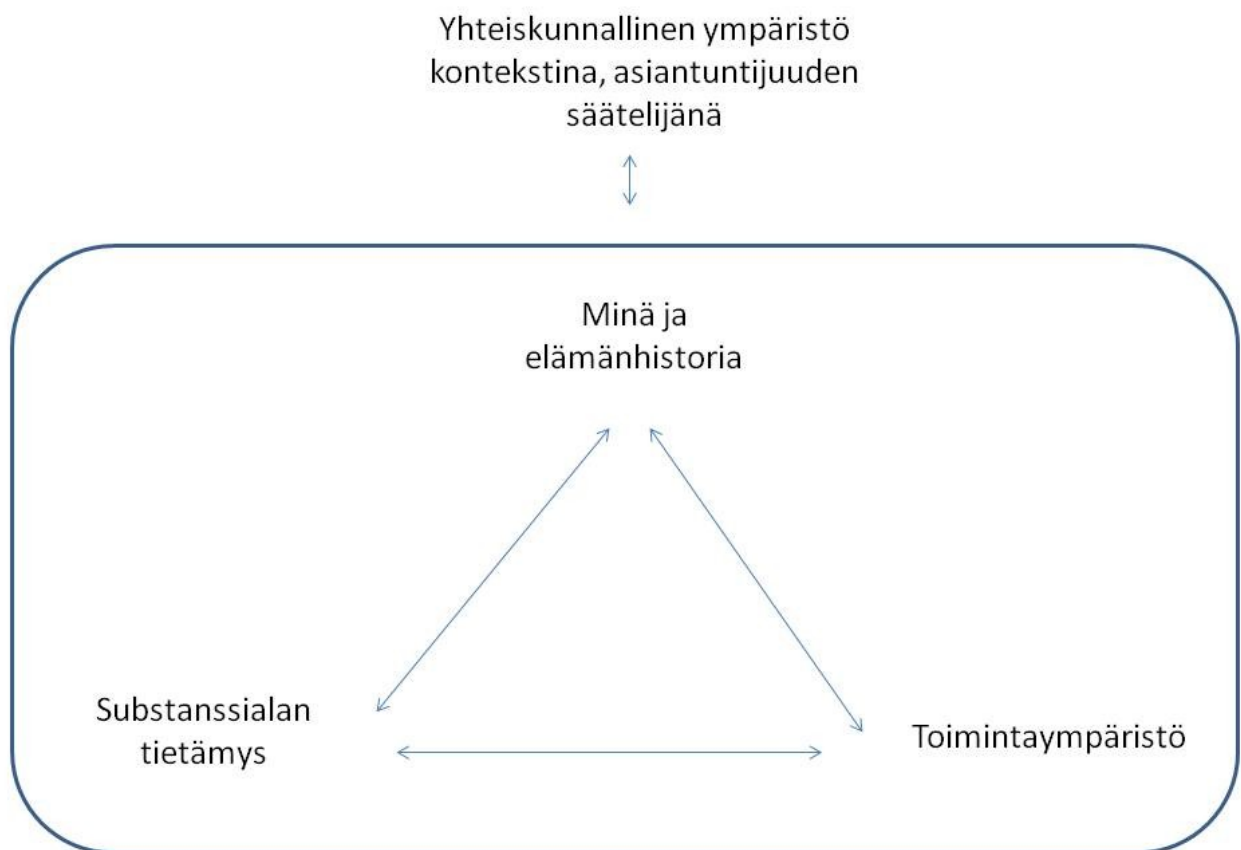 Yhteiskunnallinen ympäristö
kontekstina, asiantuntijuuden
säätelijänä
Minä ja
elämänhistoria
Substanssialan
tietämys
Toimintaympäristö